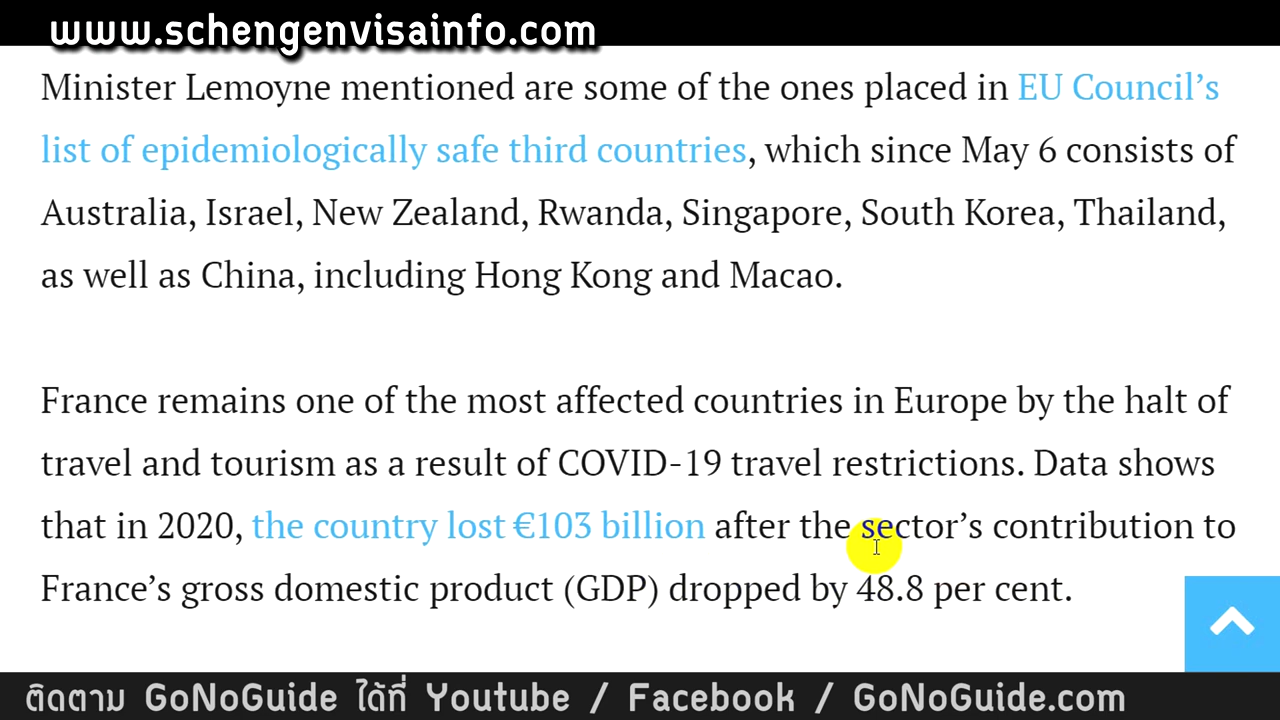 www.schengenvisainfo.com
Minister Lemoyne mentioned are some of the ones placed in EU Council’s
list of epidemiologically safe third countries, which since May 6 consists of
Australia, Israel, New Zealand, Rwanda, Singapore, South Korea, Thailand,
as well as China, including Hong Kong and Macao.
France remains one of the most affected countries in Europe by the halt of
travel and tourism as a result of COVID-19 travel restrictions. Data shows
that in 2020, the country lost €103 billion after the sector’s contribution to
France’s gross domestic product (GDP) dropped by 48.8 per cent.
ติดตาม GoNoGuide ได้ที่ Youtube / Facebook / GoNoGuide.com